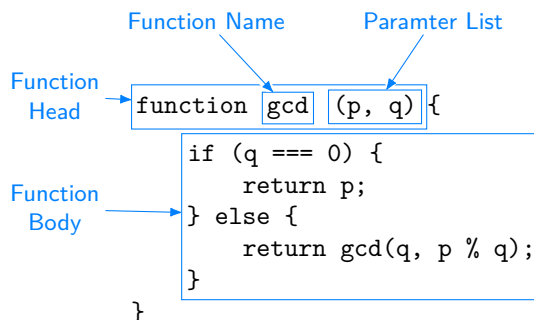 Function Name
Paramter List
Function
Head
function gcd (p, q) {
if (q === 0) {
return p;
Function
Body
} else {
return gcd(q, p % q);
}
}